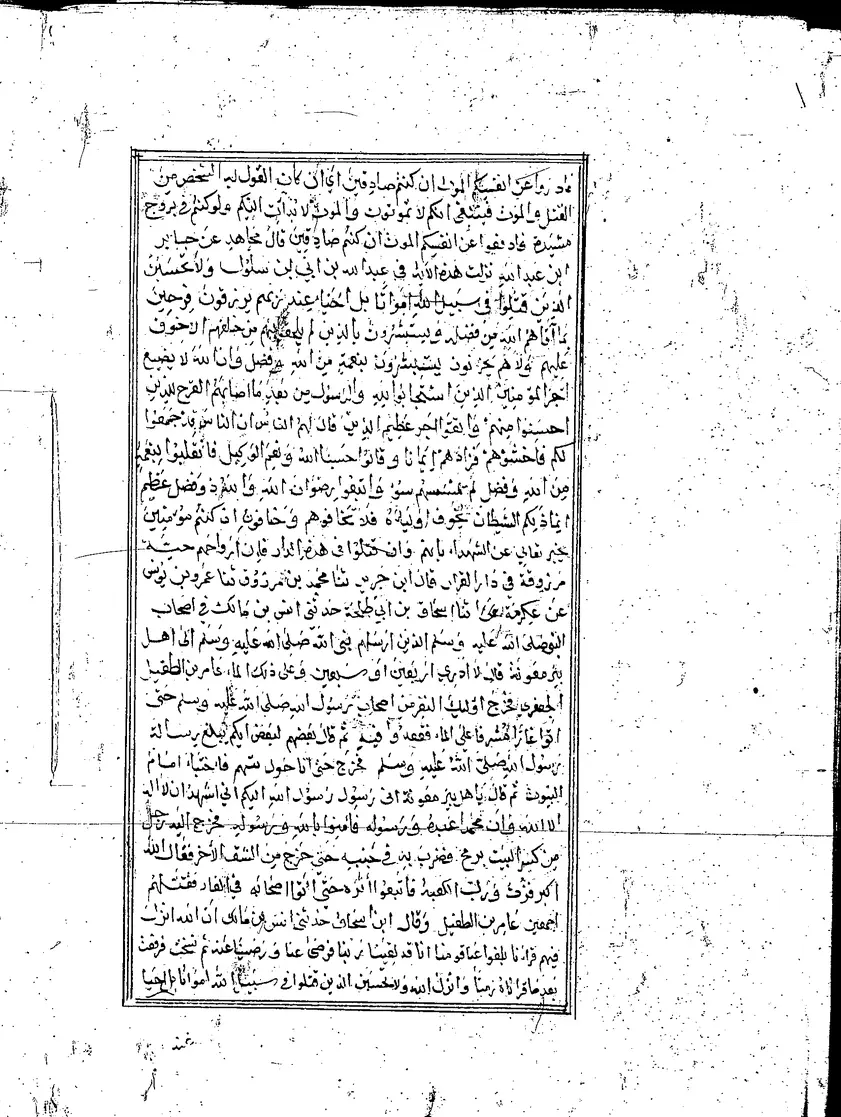 فادروا عن انفسكم الموت ان كنتم صادقين اي ان كان القول ليه الشخص من
القتل والموت فينبغي انكم لا تموتون والموت لا بد آت اليكم ولو كنتم في بروج
مشيدة فادفعوا عن انفسكم الموت ان كنتم صادقين قال مجاهد عن جابر
ابن عبد الله نزلت هذه الآية في عبد الله بن ابي ابن سلول ولا تحسبن
الذين قتلوا في سبيل الله امواتا بل احياء عند ربهم يرزقون فرحين
بما آتاهم الله من فضله ويستبشرون بالذين لم يلحقوا بهم من خلفهم الا خوف
عليهم ولا هم يحزنون يستبشرون بنعمة من الله وفضل وان الله لا يضيع
اجر المؤمنين الذين استجابوا لله والرسول من بعد ما اصابهم القرح للذين
احسنوا منهم واتقوا اجر عظيم الذين قال لهم الناس ان الناس قد جمعوا
لكم فاخشوهم فزادهم ايمانا وقالوا حسبنا الله ونعم الوكيل فانقلبوا بنعمة
من الله وفضل لم يمسسهم سوء واتبعوا رضوان الله والله ذو فضل عظيم
انما ذلكم الشيطان يخوف اولياءه فلا تخافوهم وخافون ان كنتم مؤمنين
يخبر تعالى عن الشهداء بانهم وان قتلوا في هذه الدار فان ارواحهم حية
مرزوقة في دار القرار قال ابن جرير ثنا محمد بن مرزوق ثنا عمرو بن يونس
عن عكرمة ثنا اسحاق بن ابي طلحة حدثني انس بن مالك في اصحاب
النبي صلى الله عليه وسلم الذين ارسلهم نبي الله صلى الله عليه وسلم الى اهل
بئر معونة قال لا ادري اربعين او سبعين وعلى ذلك الماء عامر بن الطفيل
الجعفري فخرج اوليك النفر من اصحاب رسول الله صلى الله عليه وسلم حتى
اتوا غارا مشرفا على الماء فقعدوا فيه ثم قال بعضهم لبعض ايكم يبلغ رسالة
رسول الله صلى الله عليه وسلم فخرج حتى اتا حول بيتهم فاختباء امام
البيوت ثم قال يا اهل بير معونة اني رسول رسول الله اليكم اني اشهد ان لا اله
الا الله وان محمدا عبده ورسوله فامنوا بالله ورسوله فخرج اليه رجل
من كسر البيت برمح فضرب به في جنبه حتى خرج من الشق الاخر فقال الله
اكبر فزت ورب الكعبة فاتبعوا اثره حتى اتوا اصحابه في الغار فقتلهم
اجمعين عامر بن الطفيل وقال ابن اسحاق حدثني انس بن مالك ان الله انزل
فيهم قرانا بلغوا عنا قومنا انا قد لقينا ربنا فرضي عنا ورضينا عنه ثم نسخت فرفعت
بعد ما قراناه زمنا وانزل الله ولا تحسبن الذين قتلوا في سبيل الله امواتا بل احيا
عند